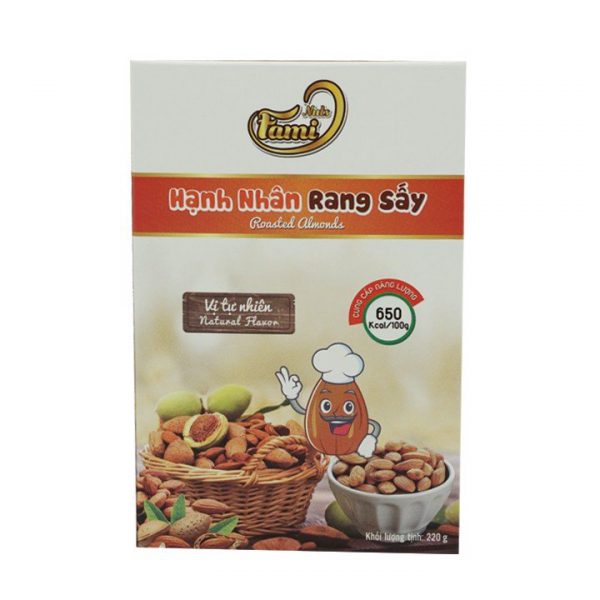 Nuts
Fami
Hạnh Nhân Rang Sấy
Roasted Almonds
CUNG CẤP NĂNG LƯỢNG
650
Kcal/100g
Vị tự nhiên
Natural Flavor
Khối lượng tịnh: 220 g